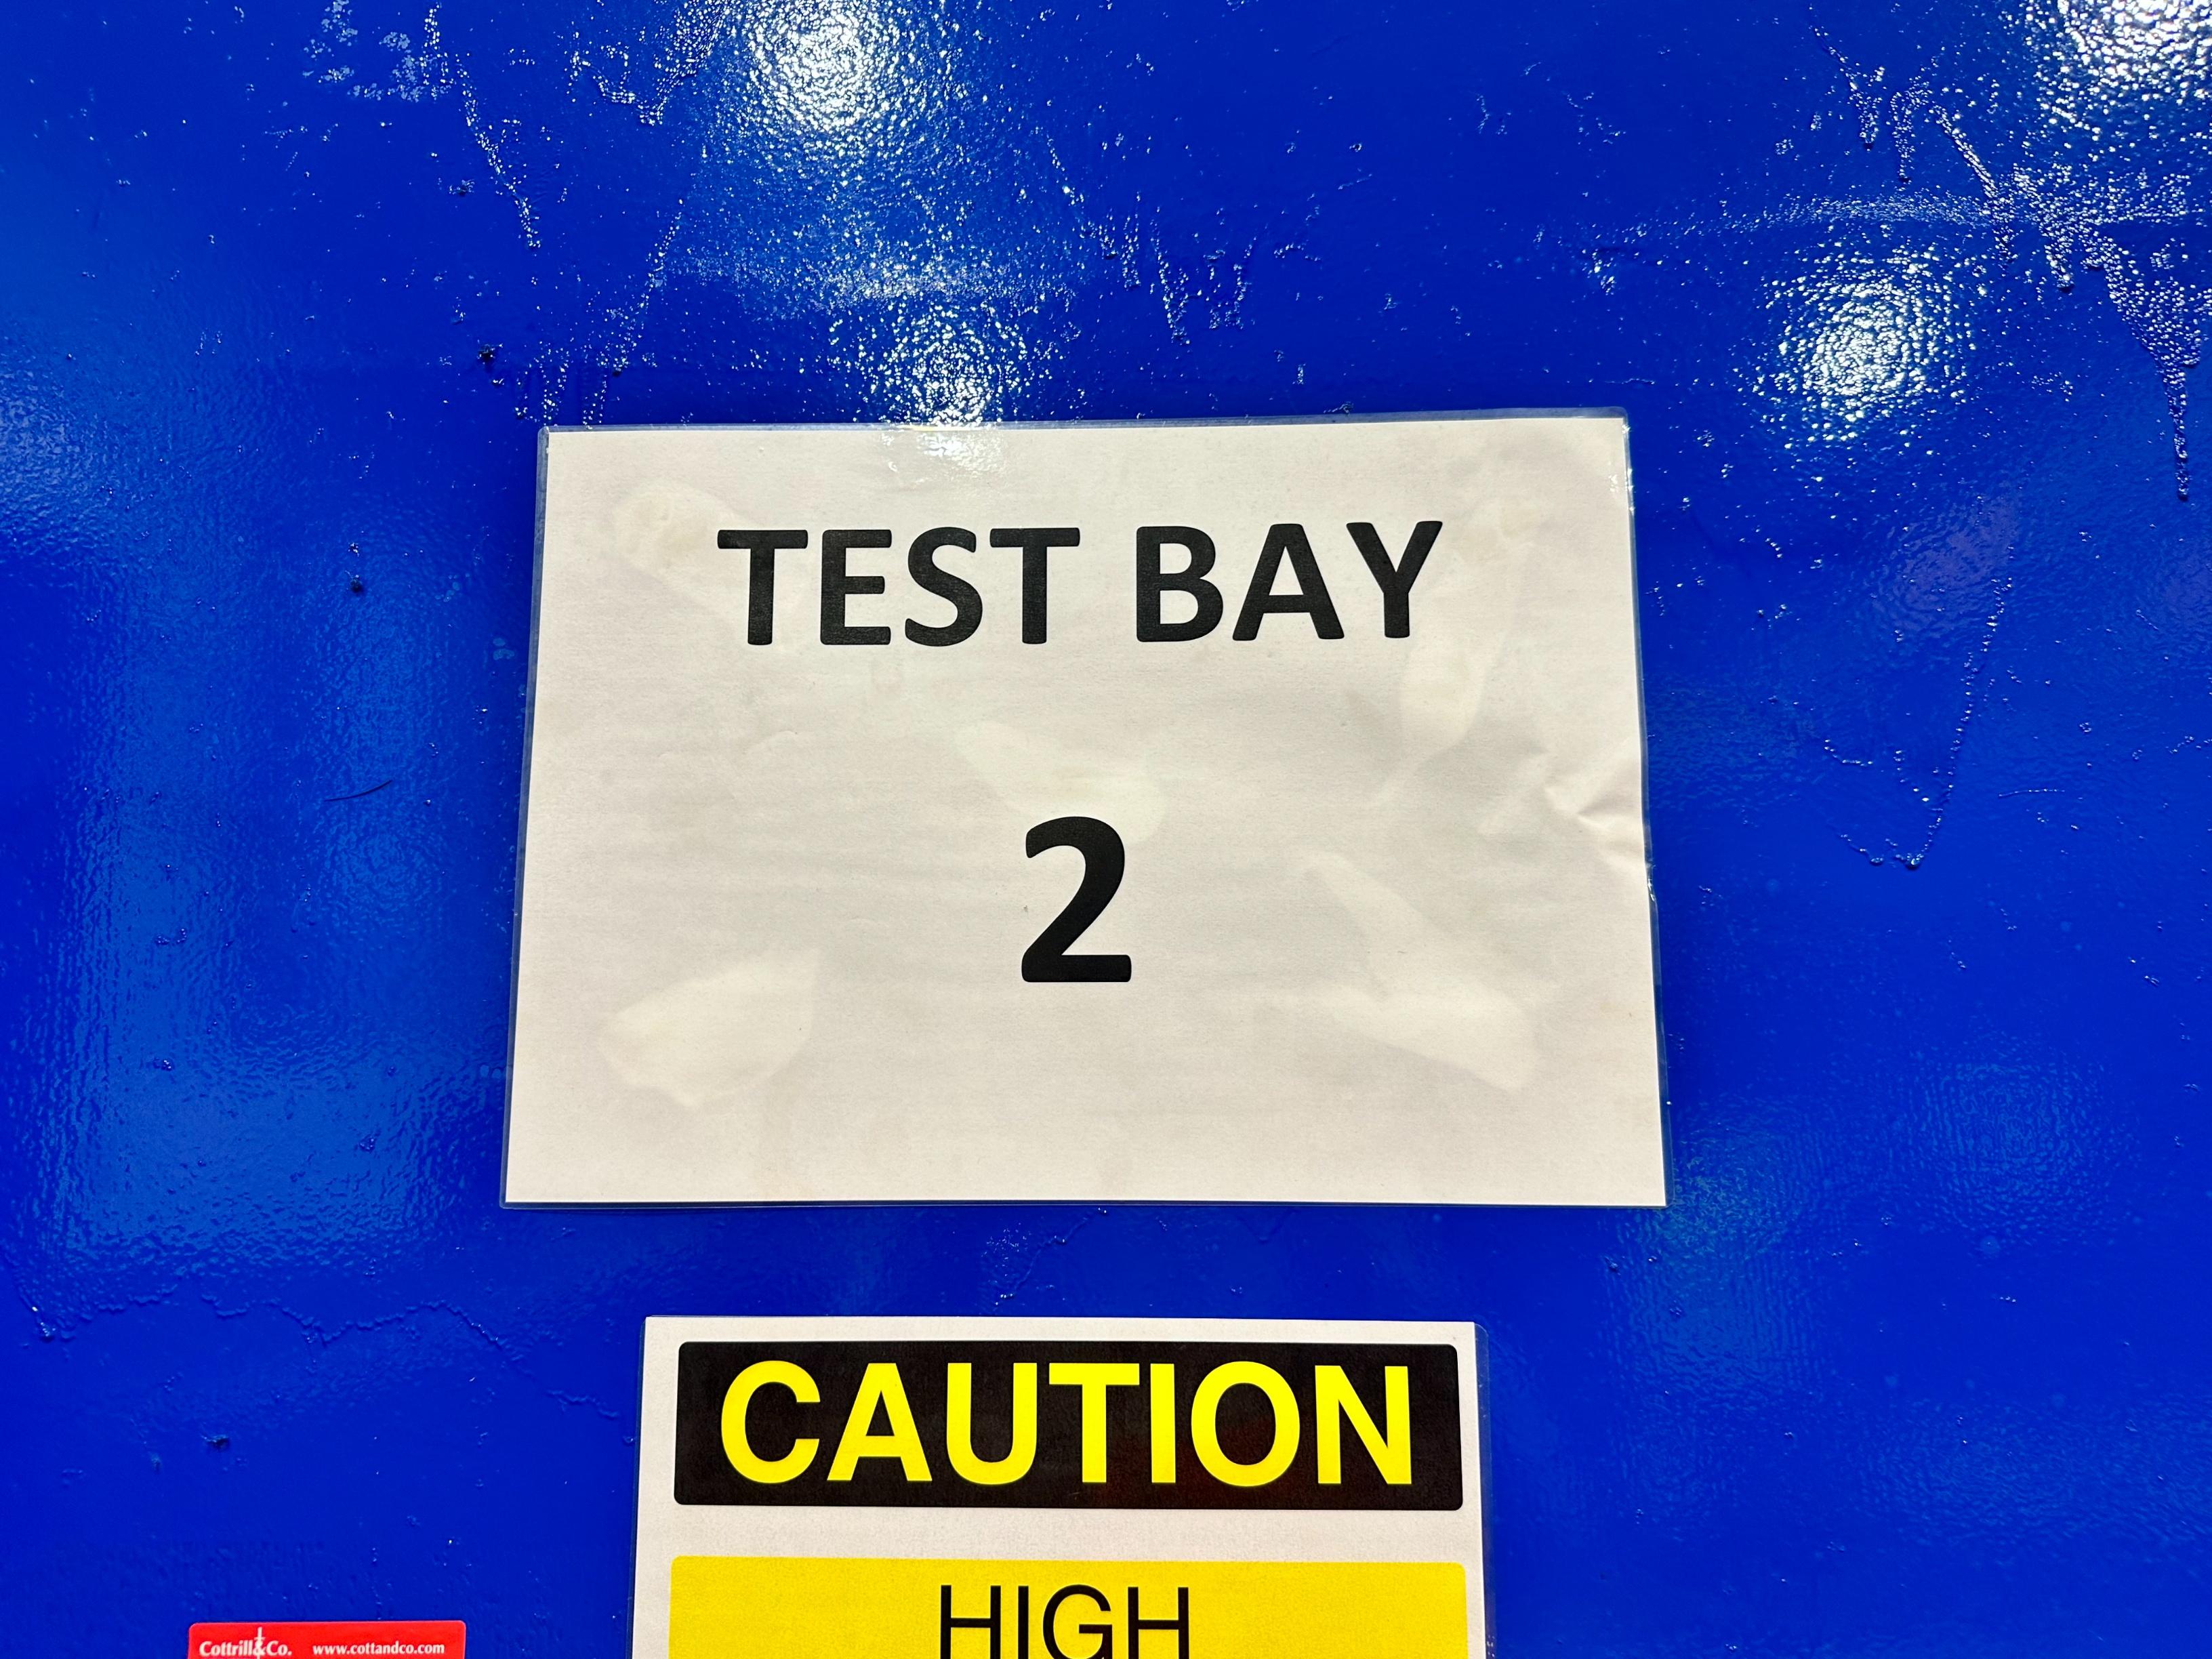 TEST BAY
2
CAUTION
HIGH
Cottrill&Co. www.cottandco.com